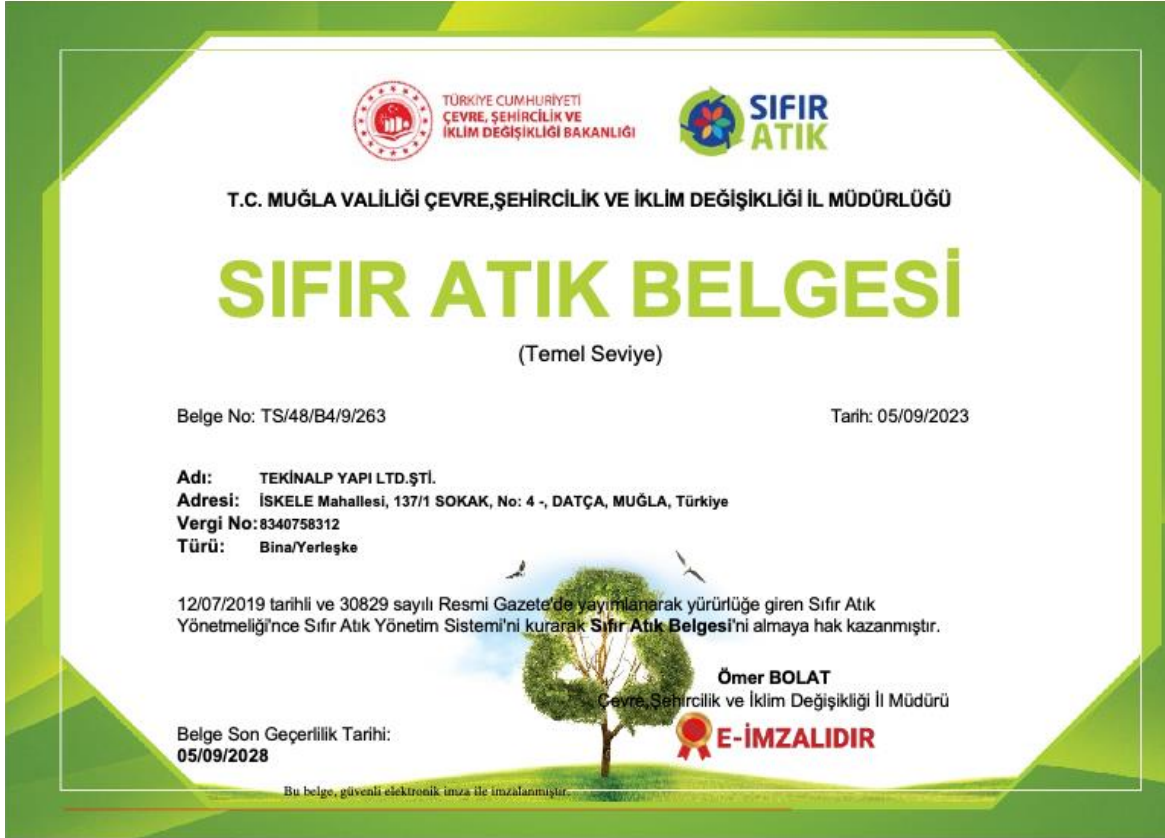 TÜRKİYE CUMHURİYETİ
ÇEVRE, ŞEHİRCİLİK VE
İKLİM DEĞİŞİKLİĞİ BAKANLIĞI
SIFIR
ATIK
T.C. MUĞLA VALİLİĞİ ÇEVRE,ŞEHİRCİLİK VE İKLİM DEĞİŞİKLİĞİ İL MÜDÜRLÜĞÜ
SIFIR ATIK BELGESİ
(Temel Seviye)
Belge No: TS/48/B4/9/263 Tarih: 05/09/2023
Adı: TEKİNALP YAPI LTD.ŞTİ.
Adresi: İSKELE Mahallesi, 137/1 SOKAK, No: 4 -, DATÇA, MUĞLA, Türkiye
Vergi No: 8340758312
Türü: Bina/Yerleşke
12/07/2019 tarihli ve 30829 sayılı Resmi Gazete'de yayımlanarak yürürlüğe giren Sıfır Atık
Yönetmeliği'nce Sıfır Atık Yönetim Sistemi'ni kurarak Sıfır Atık Belgesi'ni almaya hak kazanmıştır.
Ömer BOLAT
Çevre,Şehircilik ve İklim Değişikliği İl Müdürü
E-İMZALIDIR
Belge Son Geçerlilik Tarihi:
05/09/2028
Bu belge, güvenli elektronik imza ile imzalanmıştır.